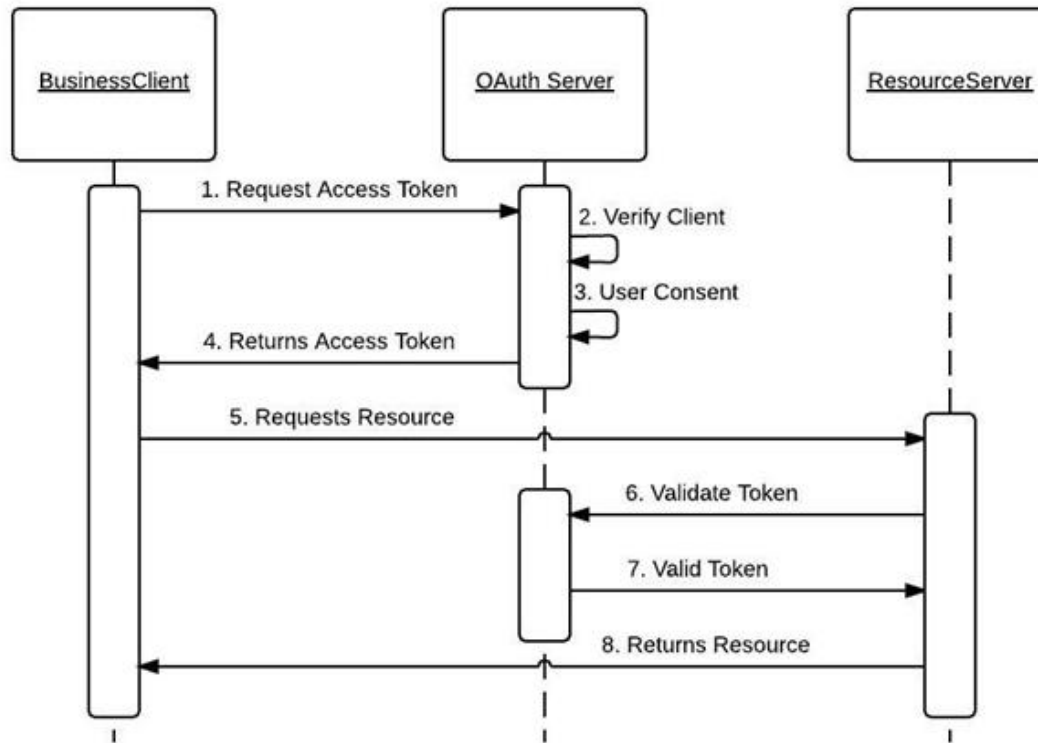 BusinessClient
OAuth Server
ResourceServer
1. Request Access Token
2. Verify Client
3. User Consent
4. Returns Access Token
5. Requests Resource
6. Validate Token
7. Valid Token
8. Returns Resource